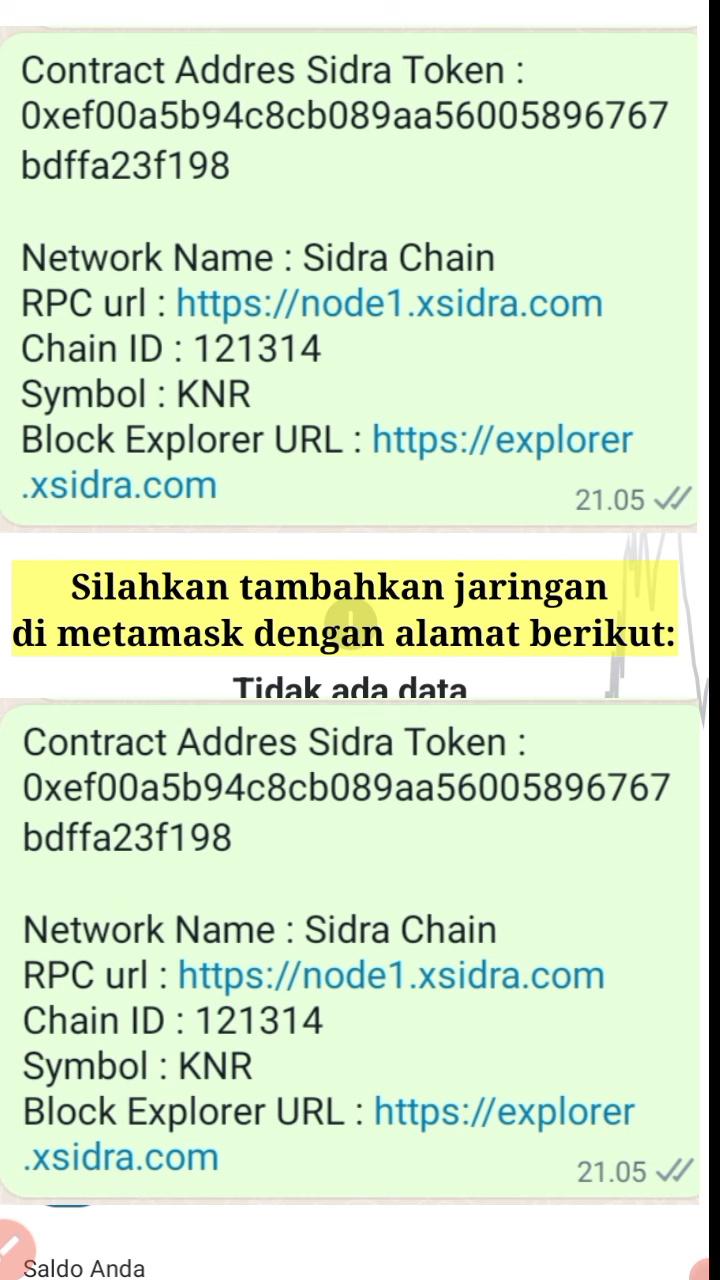 Contract Addres Sidra Token :
0xef00a5b94c8cb089aa56005896767
bdffa23f198
Network Name : Sidra Chain
RPC url : https://node1.xsidra.com
Chain ID : 121314
Symbol : KNR
Block Explorer URL : https://explorer
.xsidra.com
21.05
Silahkan tambahkan jaringan
di metamask dengan alamat berikut:
Tidak ada data
Contract Addres Sidra Token :
0xef00a5b94c8cb089aa56005896767
bdffa23f198
Network Name : Sidra Chain
RPC url : https://node1.xsidra.com
Chain ID : 121314
Symbol : KNR
Block Explorer URL : https://explorer
.xsidra.com
21.05
Saldo Anda